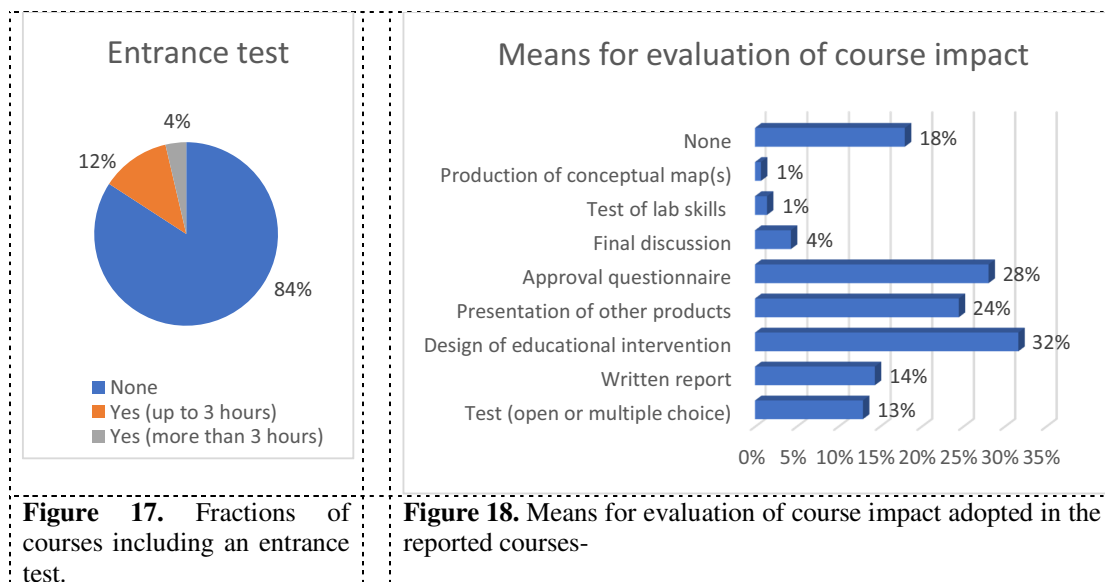 Entrance test
4%
12%
84%
None
Yes (up to 3 hours)
Yes (more than 3 hours)
Figure 17. Fractions of
courses including an entrance
test.
Means for evaluation of course impact
None 18%
Production of conceptual map(s) 1%
Test of lab skills 1%
Final discussion 4%
Approval questionnaire 28%
Presentation of other products 24%
Design of educational intervention 32%
Written report 14%
Test (open or multiple choice) 13%
0% 5% 10% 15% 20% 25% 30% 35%
Figure 18. Means for evaluation of course impact adopted in the
reported courses-